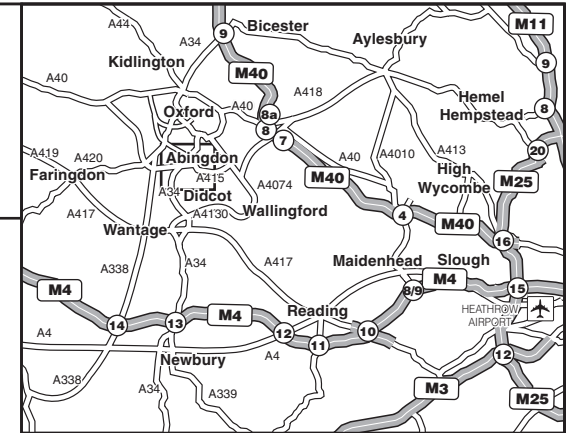 A44
A34
9
Bicester
M11
Aylesbury
Kidlington
9
A40
M40
A418
Hemel
Hempstead
8
Oxford
A40
8a
8
7
20
A419
A420
Abingdon
A40
A4010
A413
High
Wycombe
M25
Faringdon
A415
A34
Didcot
A4074
M40
A417
A4130
Wallingford
4
M40
Wantage
16
A338
A34
A417
Maidenhead
Slough
M4
8/9
M4
15
HEATHROW
AIRPORT
14
13
M4
Reading
12
10
11
12
A4
Newbury
A4
M3
M25
A338
A34
A339